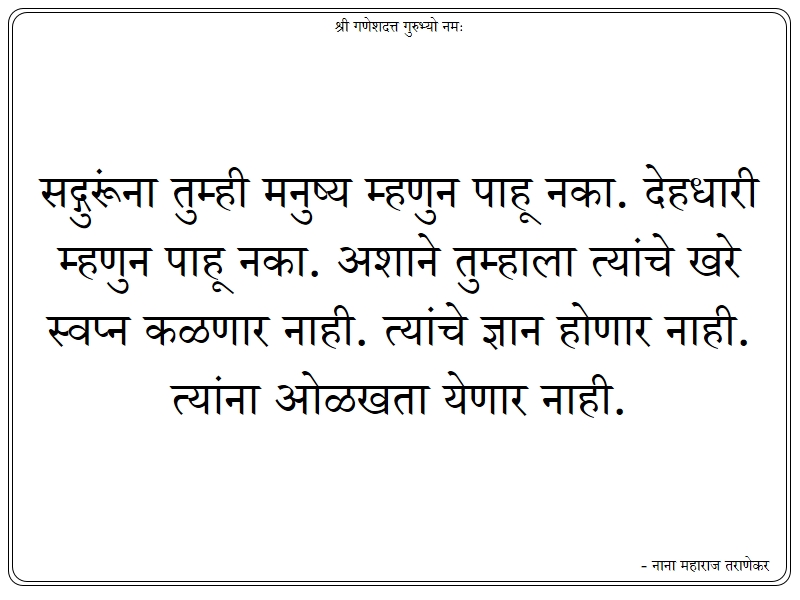 श्री गणेशदत्त गुरुभ्यो नमः
सद्गुरूंना तुम्ही मनुष्य म्हणुन पाहू नका. देहधारी
म्हणुन पाहू नका. अशाने तुम्हाला त्यांचे खरे
स्वप्न कळणार नाही. त्यांचे ज्ञान होणार नाही.
त्यांना ओळखता येणार नाही.
- नाना महाराज तराणेकर